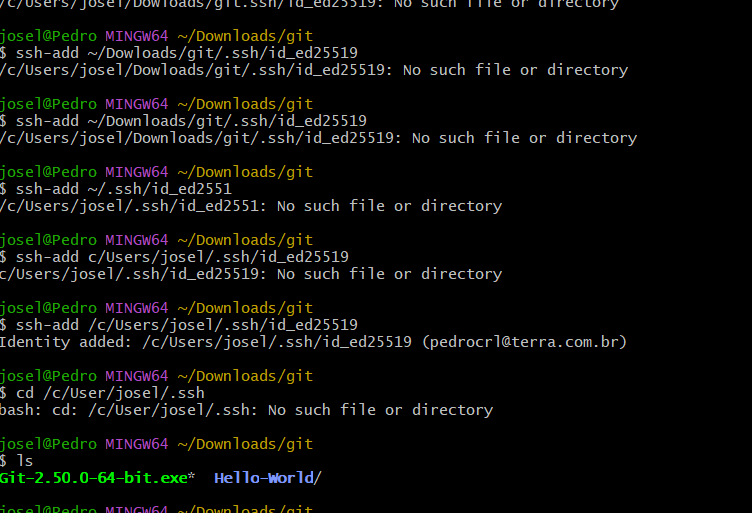 /c/Users/josel/Dowloads/git.ssh/id_ed25519: No such file or directory
josel@Pedro MINGW64 ~/Downloads/git
$ ssh-add ~/Dowloads/git/.ssh/id_ed25519
/c/Users/josel/Dowloads/git/.ssh/id_ed25519: No such file or directory
josel@Pedro MINGW64 ~/Downloads/git
$ ssh-add ~/Downloads/git/.ssh/id_ed25519
/c/Users/josel/Downloads/git/.ssh/id_ed25519: No such file or directory
josel@Pedro MINGW64 ~/Downloads/git
$ ssh-add ~/.ssh/id_ed2551
/c/Users/josel/.ssh/id_ed2551: No such file or directory
josel@Pedro MINGW64 ~/Downloads/git
$ ssh-add c/Users/josel/.ssh/id_ed25519
c/Users/josel/.ssh/id_ed25519: No such file or directory
josel@Pedro MINGW64 ~/Downloads/git
$ ssh-add /c/Users/josel/.ssh/id_ed25519
Identity added: /c/Users/josel/.ssh/id_ed25519 (pedrocrl@terra.com.br)
josel@Pedro MINGW64 ~/Downloads/git
$ cd /c/User/josel/.ssh
bash: cd: /c/User/josel/.ssh: No such file or directory
josel@Pedro MINGW64 ~/Downloads/git
$ ls
Git-2.50.0-64-bit.exe*  Hello-World/
josel@Pedro MINGW64 ~/Downloads/git